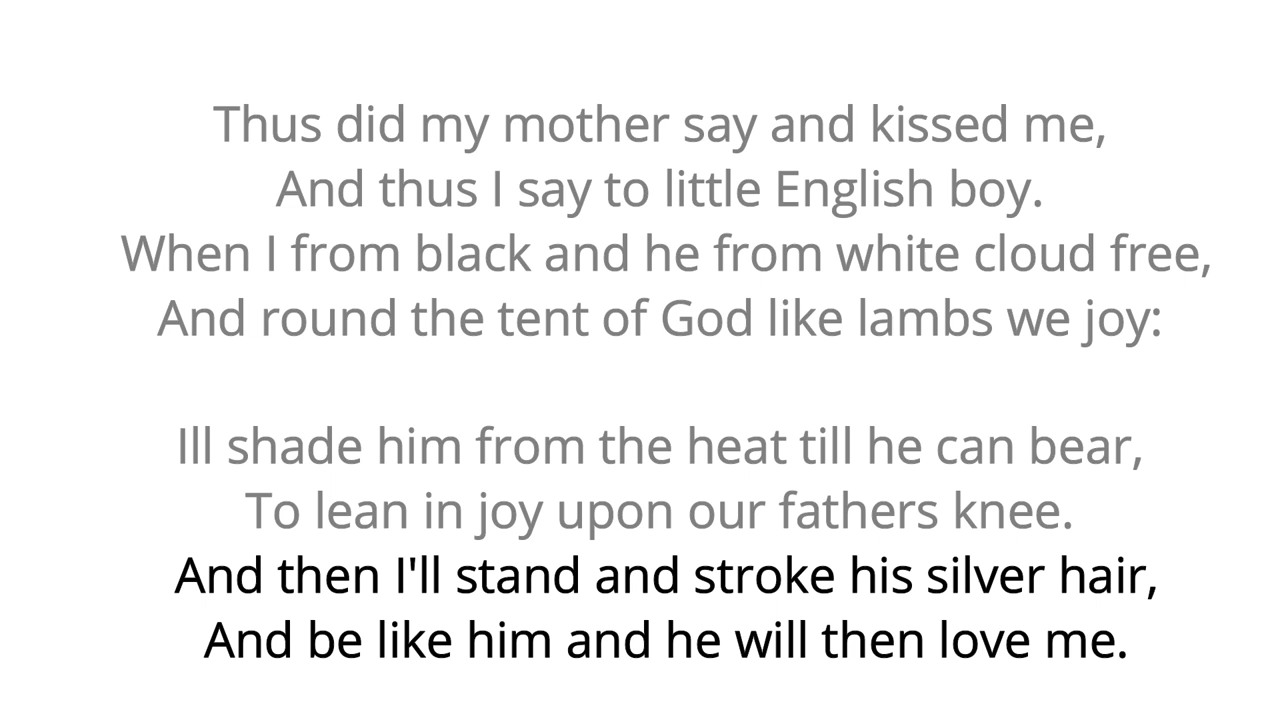 Thus did my mother say and kissed me,
And thus I say to little English boy.
When I from black and he from white cloud free,
And round the tent of God like lambs we joy:
Ill shade him from the heat till he can bear,
To lean in joy upon our fathers knee.
And then I'll stand and stroke his silver hair,
And be like him and he will then love me.